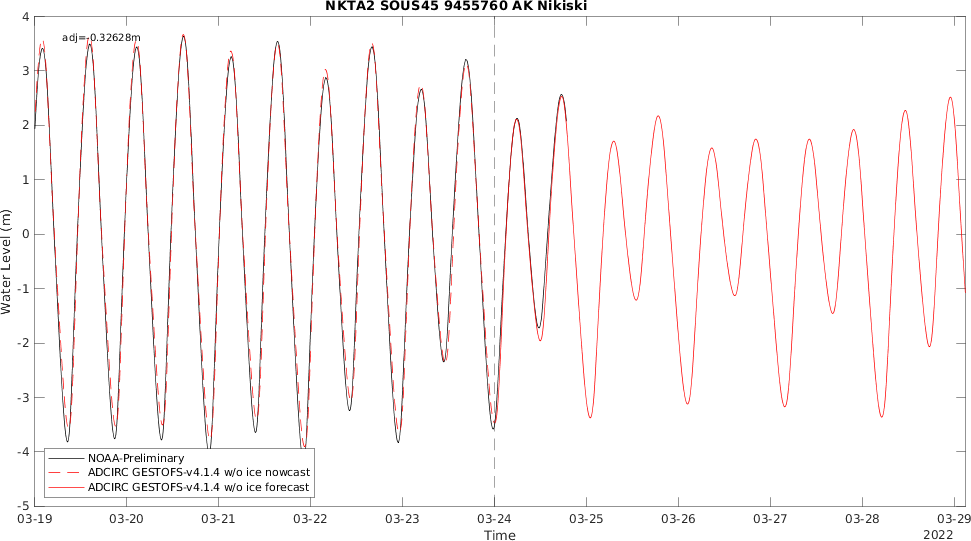 NKTA2 SOUS45 9455760 AK Nikiski
adj=-0.32628m
4
3
2
1
0
-1
-2
-3
-4
-5
Water Level (m)
NOAA-Preliminary
ADCIRC GESTOFS-v4.1.4 w/o ice nowcast
ADCIRC GESTOFS-v4.1.4 w/o ice forecast
03-19 03-20 03-21 03-22 03-23 03-24 03-25 03-26 03-27 03-28 03-29
Time
2022